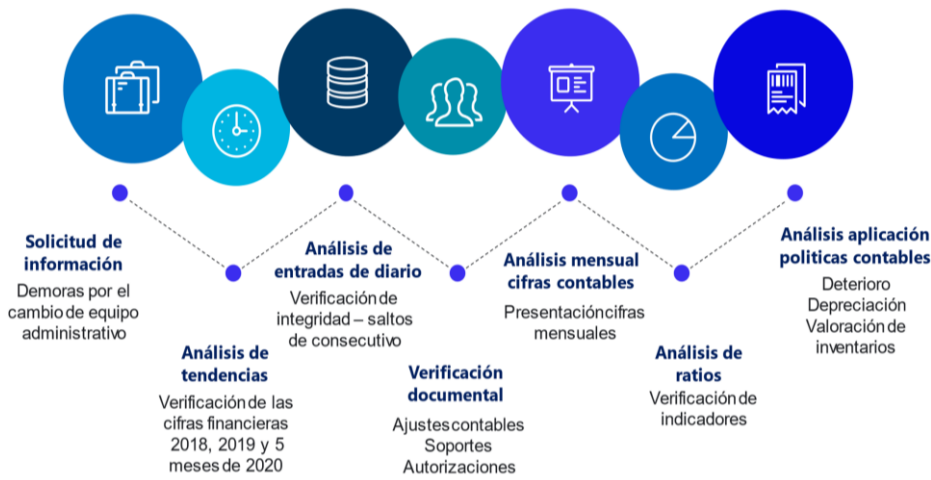 Solicitud de
información
Demoras por el
cambio de equipo
administrativo
Análisis de
tendencias
Verificación de las
cifras financieras
2018, 2019 y 5
meses de 2020
Análisis de
entradas de diario
Verificación de
integridad – saltos
de consecutivo
Verificación
documental
Ajustes contables
Soportes
Autorizaciones
Análisis mensual
cifras contables
Presentación cifras
mensuales
Análisis de
ratios
Verificación de
indicadores
Análisis aplicación
politicas contables
Deterioro
Depreciación
Valoración de
inventarios